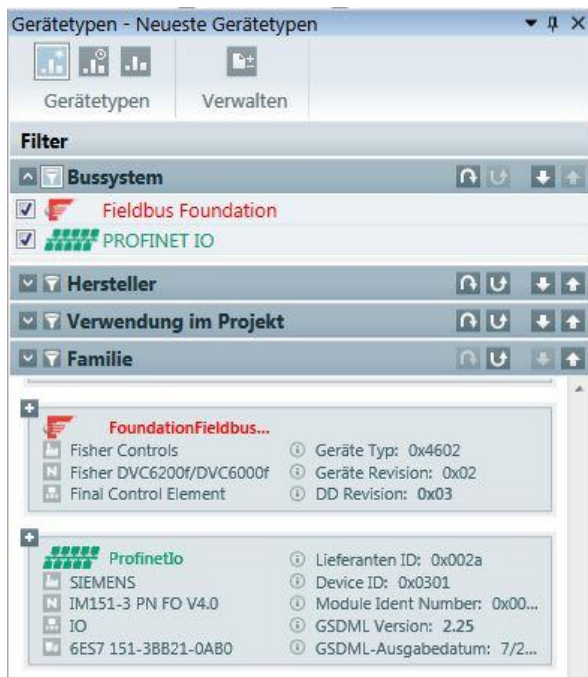 Gerätetypen - Neueste Gerätetypen
Gerätetypen
Verwalten
Filter
Bussystem
Fieldbus Foundation
PROFINET IO
Hersteller
Verwendung im Projekt
Familie
FoundationFieldbus...
Fisher Controls
Geräte Typ: 0x4602
Fisher DVC6200f/DVC6000f
Geräte Revision: 0x02
Final Control Element
DD Revision: 0x03
ProfinetIo
Lieferanten ID: 0x002a
SIEMENS
Device ID: 0x0301
IM151-3 PN FO V4.0
Module Ident Number: 0x00...
IO
GSDML Version: 2.25
6ES7 151-3BB21-0AB0
GSDML-Ausgabedatum: 7/2...